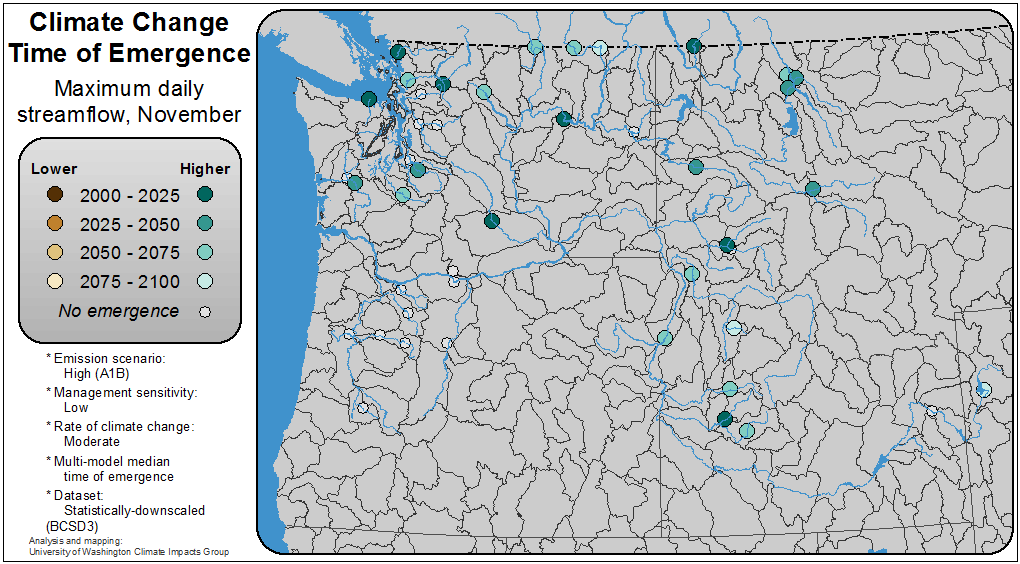 Climate Change
Time of Emergence
Maximum daily
streamflow, November
Lower Higher
2000 - 2025
2025 - 2050
2050 - 2075
2075 - 2100
No emergence
* Emission scenario:
High (A1B)
* Management sensitivity:
Low
* Rate of climate change:
Moderate
* Multi-model median
time of emergence
* Dataset:
Statistically-downscaled
(BCSD3)
Analysis and mapping:
University of Washington Climate Impacts Group